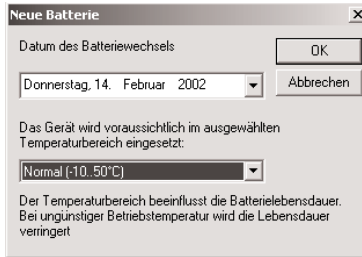 Neue Batterie
Datum des Batteriewechsels
OK
Donnerstag, 14. Februar 2002
Abbrechen
Das Gerät wird voraussichtlich im ausgewählten
Temperaturbereich eingesetzt:
Normal (-10..50°C)
Der Temperaturbereich beeinflusst die Batterielebensdauer.
Bei ungünstiger Betriebstemperatur wird die Lebensdauer
verringert